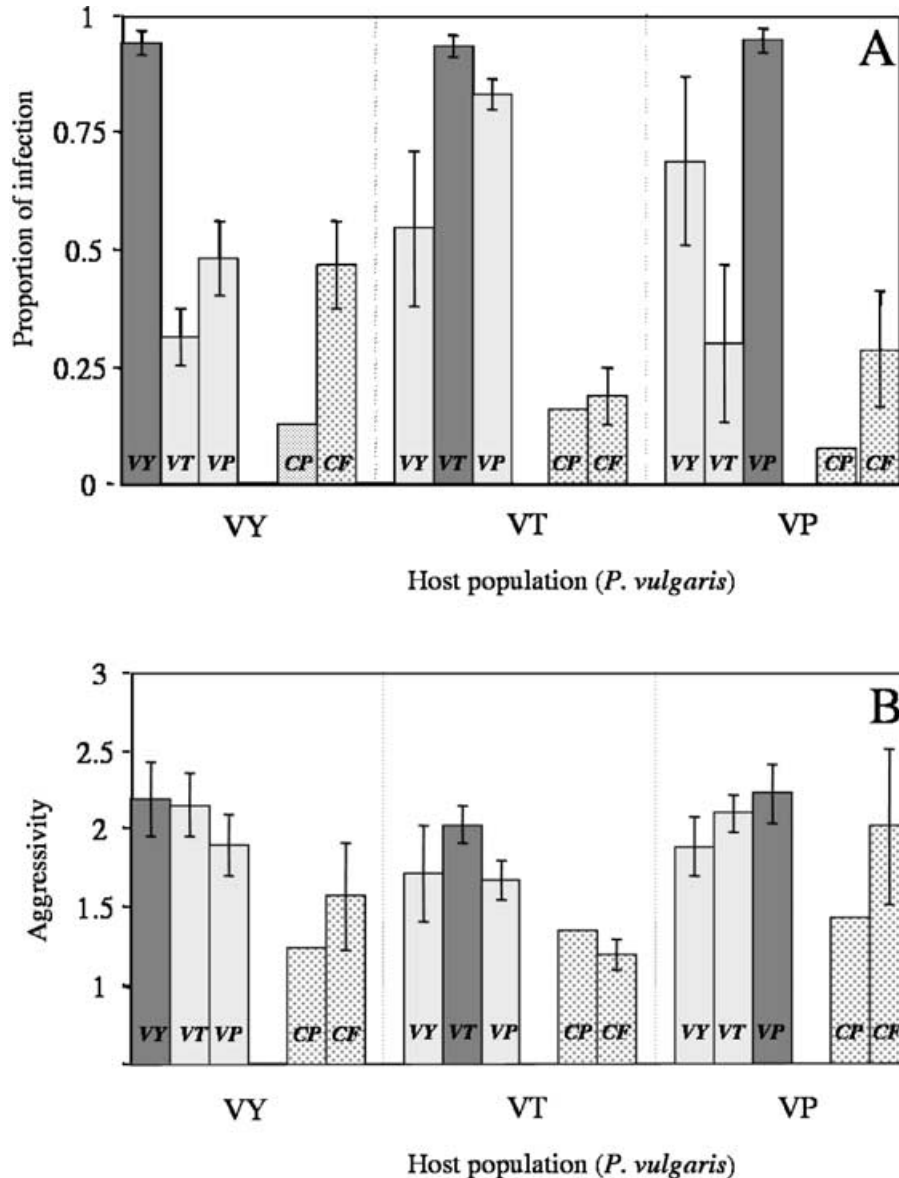 A
1
0.75
0.5
0.25
0
Proportion of infection
VY VT VP CP CF
VY VT VP CP CF
VY VT VP CP CF
VY VT VP
Host population (P. vulgaris)
B
3
2.5
2
1.5
1
Aggressivity
VY VT VP CP CF
VY VT VP CP CF
VY VT VP CP CF
VY VT VP
Host population (P. vulgaris)